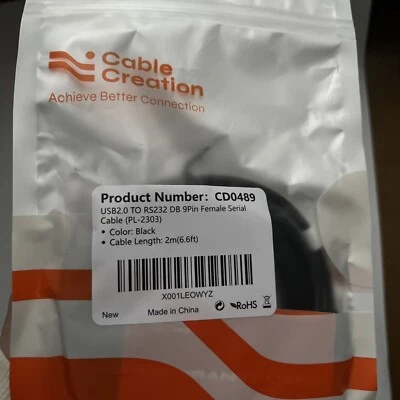 Cable
Creation
Achieve Better Connection
Product Number: CD0489
USB2.0 TO RS232 DB 9Pin Female Serial
Cable (PL-2303)
• Color: Black
• Cable Length: 2m(6.6ft)
X001LEOWYZ
New
Made in China
RoHS